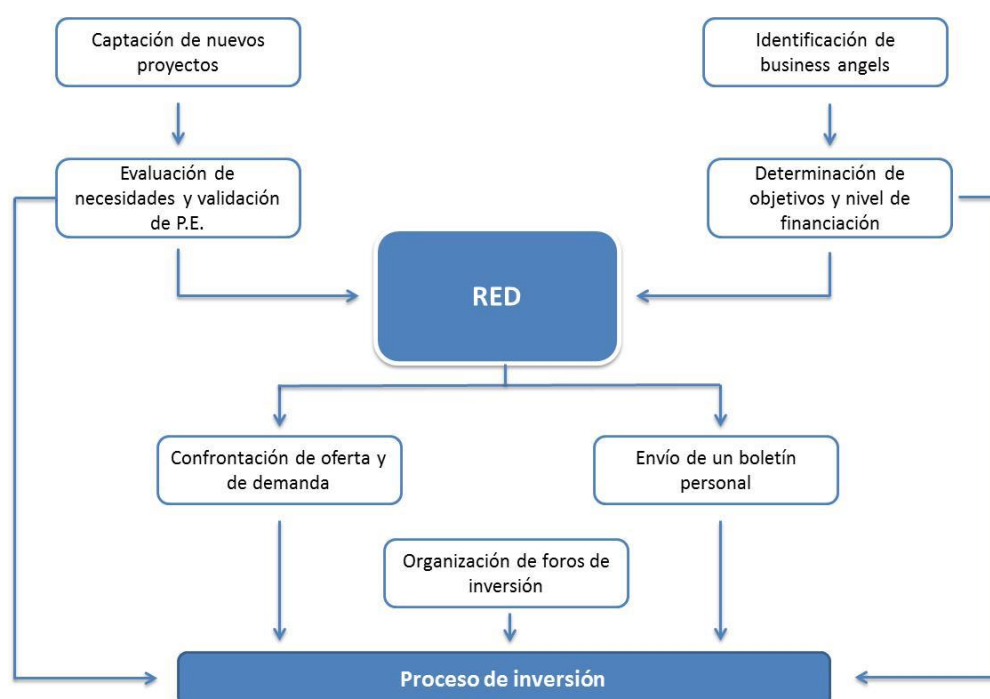 Captación de nuevos
proyectos
Identificación de
business angels
Evaluación de
necesidades y validación
de P.E.
Determinación de
objetivos y nivel de
financiación
RED
Confrontación de oferta y
de demanda
Envío de un boletín
personal
Organización de foros de
inversión
Proceso de inversión